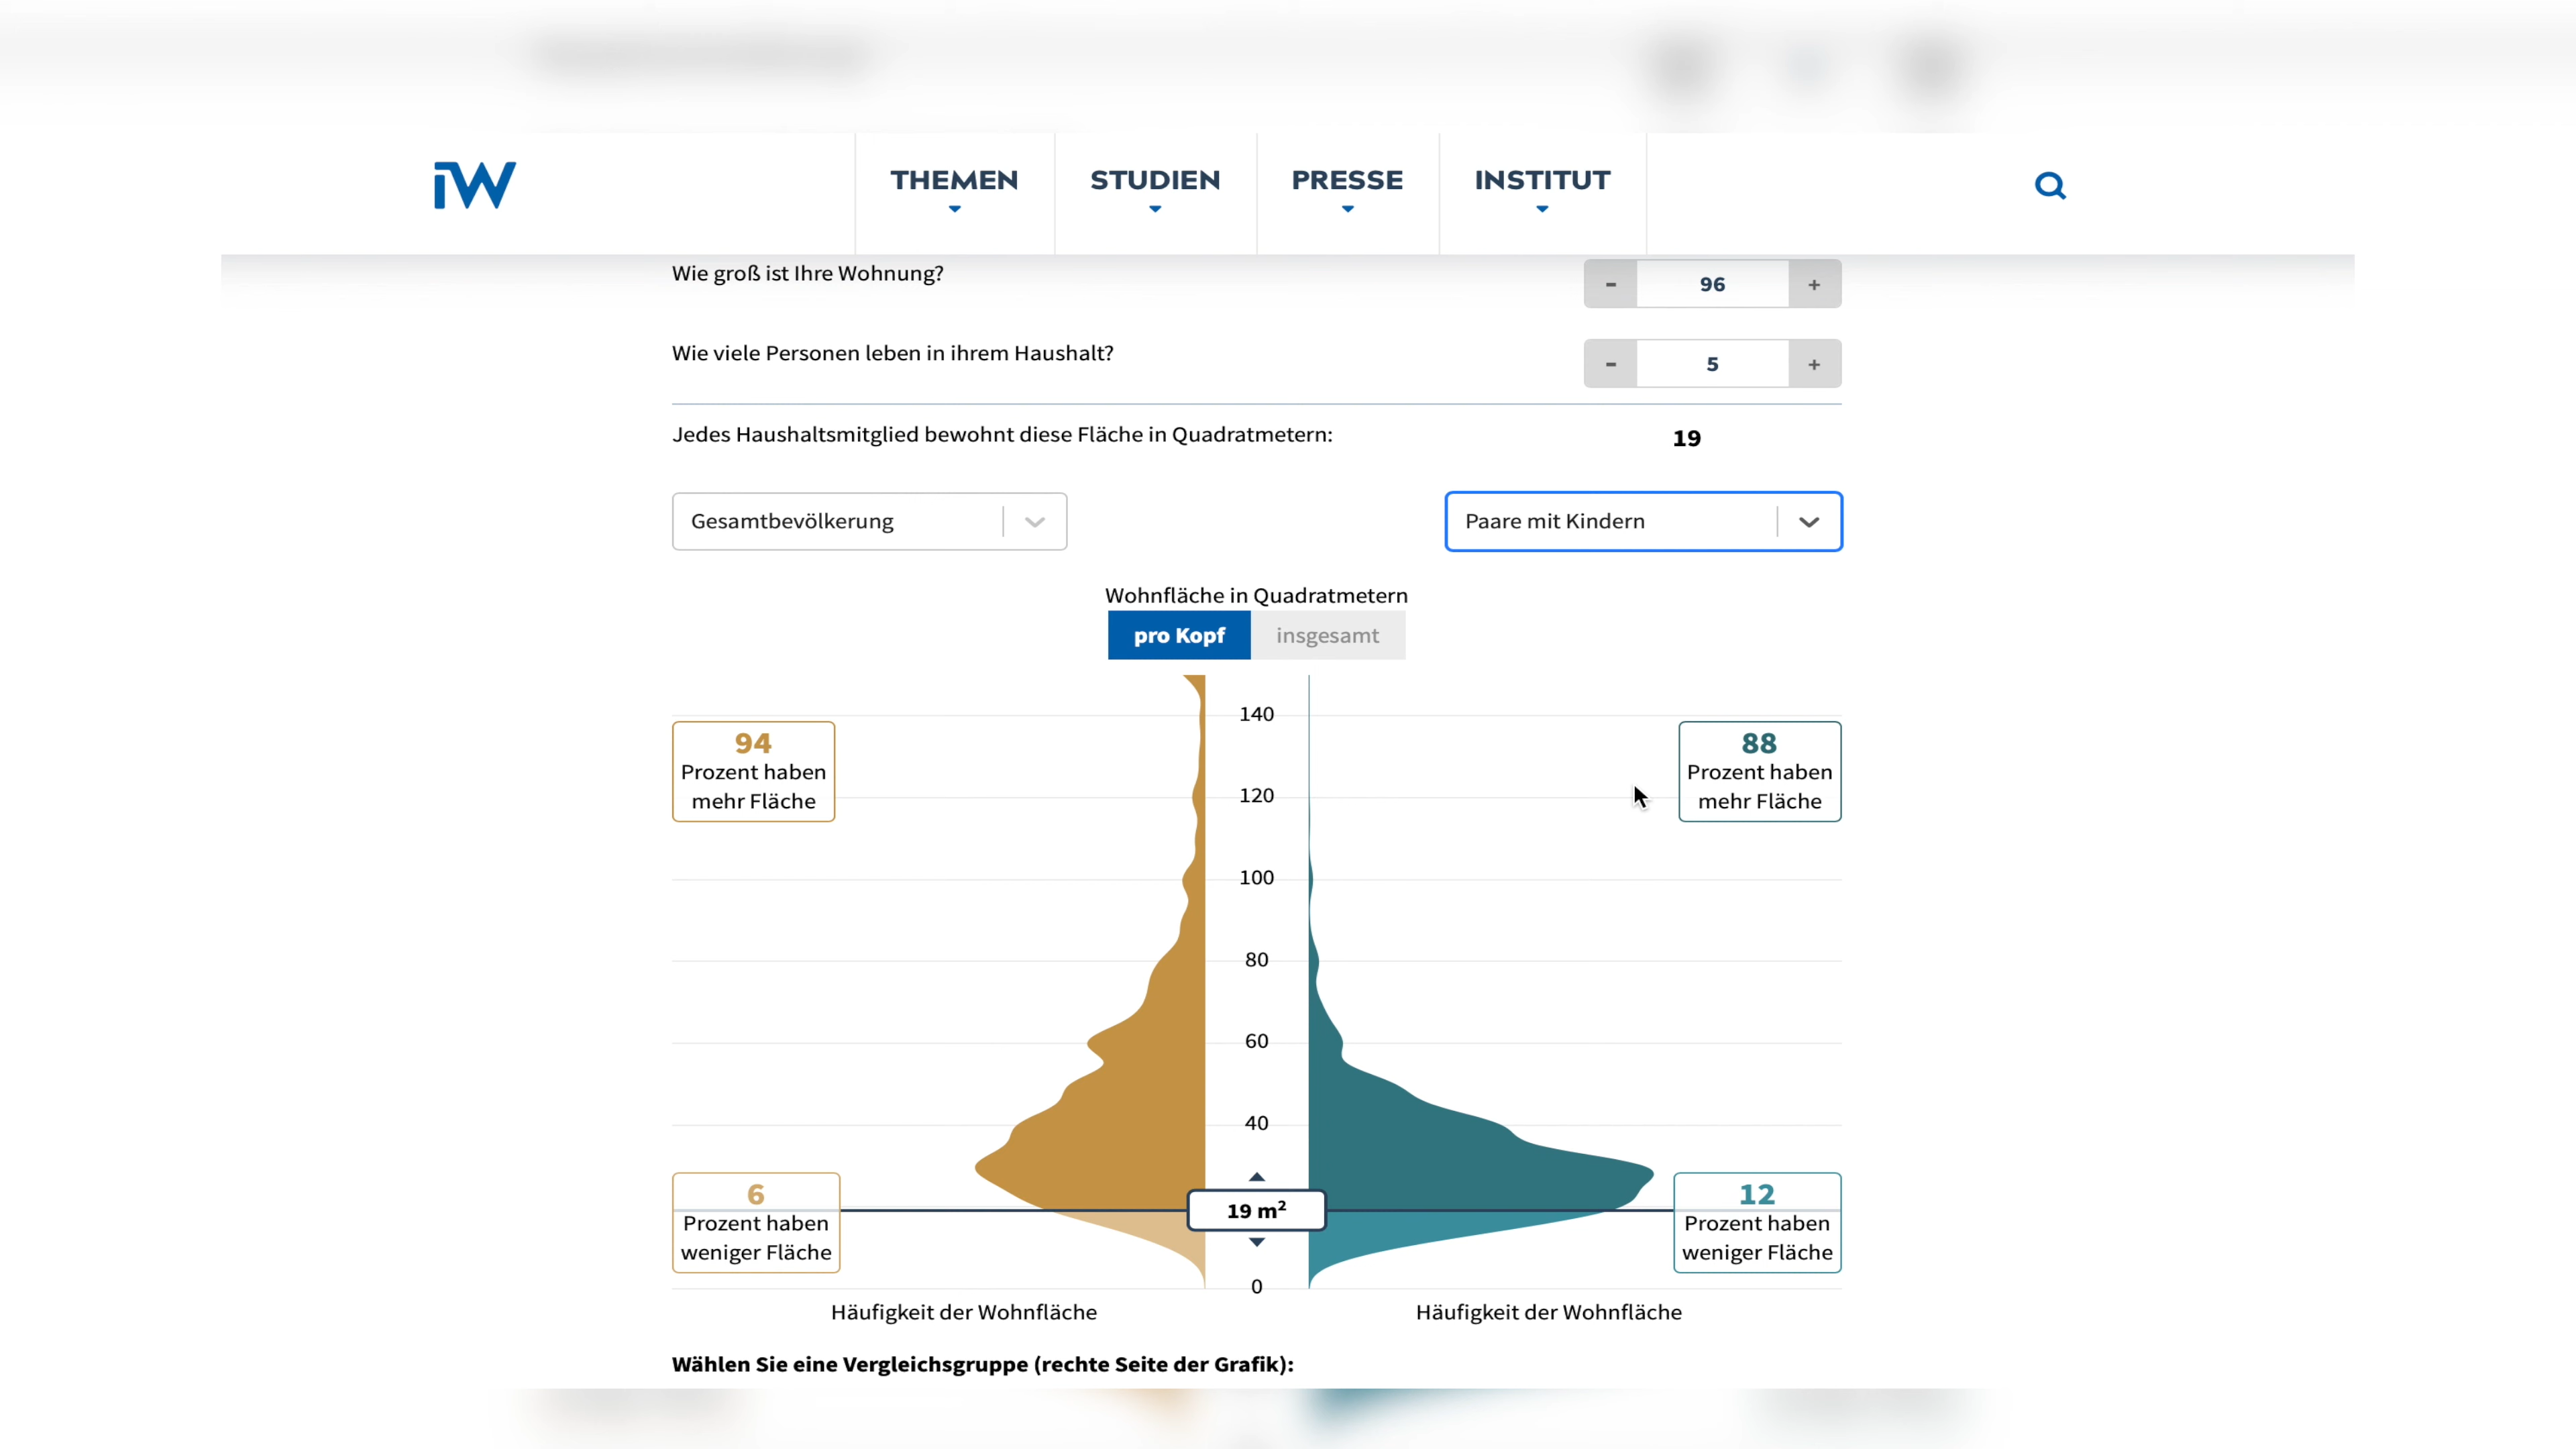 iW
THEMEN
STUDIEN
PRESSE
INSTITUT
Wie groß ist Ihre Wohnung?
- 96 +
Wie viele Personen leben in ihrem Haushalt?
- 5 +
Jedes Haushaltsmitglied bewohnt diese Fläche in Quadratmetern:
19
Gesamtbevölkerung
Paare mit Kindern
Wohnfläche in Quadratmetern
pro Kopf
insgesamt
140
94
Prozent haben
mehr Fläche
88
Prozent haben
mehr Fläche
120
100
80
60
40
6
Prozent haben
weniger Fläche
19 m²
12
Prozent haben
weniger Fläche
0
Häufigkeit der Wohnfläche
Häufigkeit der Wohnfläche
Wählen Sie eine Vergleichsgruppe (rechte Seite der Grafik):